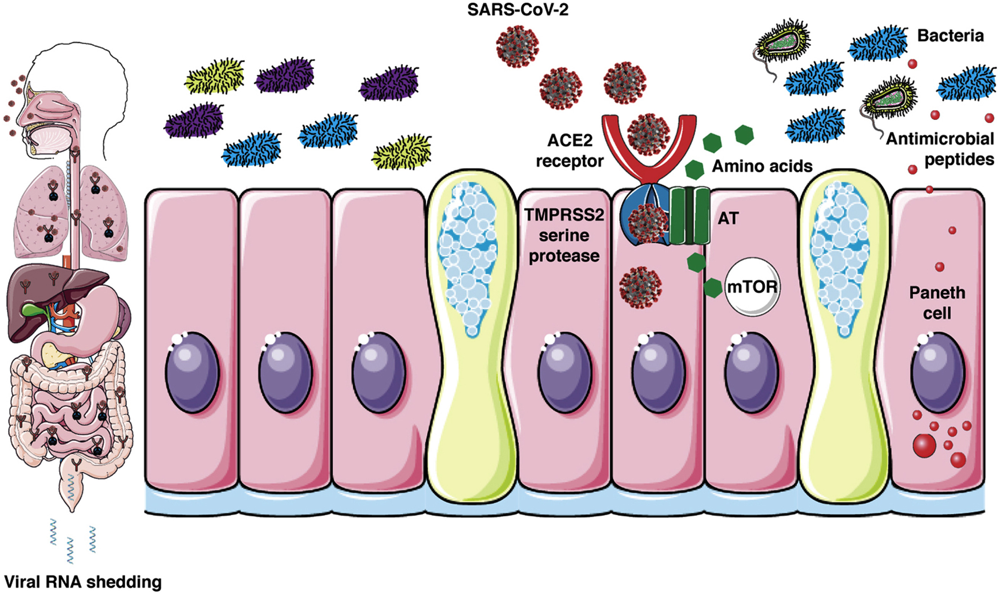 SARS-CoV-2
Bacteria
ACE2
receptor
Antimicrobial
peptides
Amino acids
TMPRSS2
serine
protease
AT
mTOR
Paneth
cell
Viral RNA shedding